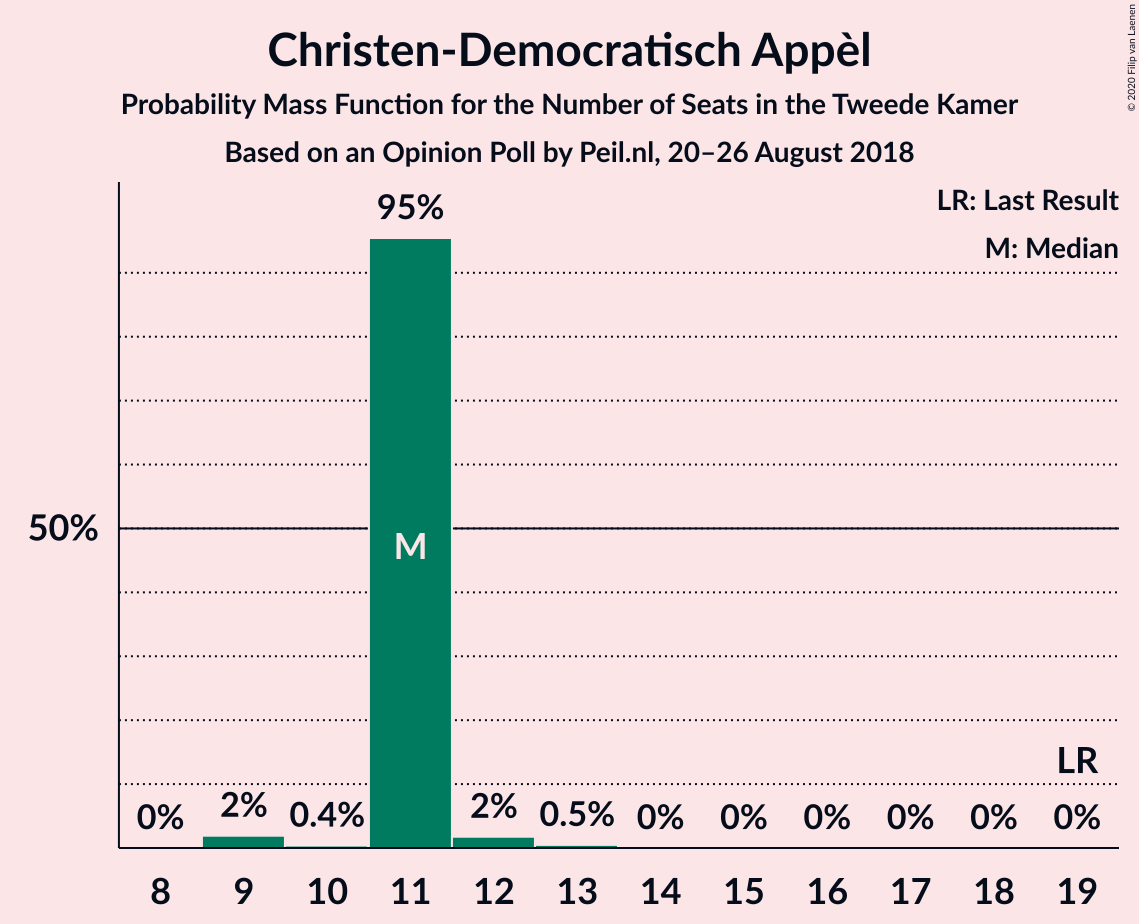 Christen-Democratisch Appèl
Probability Mass Function for the Number of Seats in the Tweede Kamer
Based on an Opinion Poll by Peil.nl, 20–26 August 2018
© 2020 Filip van Laenen
LR: Last Result
M: Median
95%
50%
M
LR
0% 2% 0.4% 2% 0.5% 0% 0% 0% 0% 0% 0%
8 9 10 11 12 13 14 15 16 17 18 19